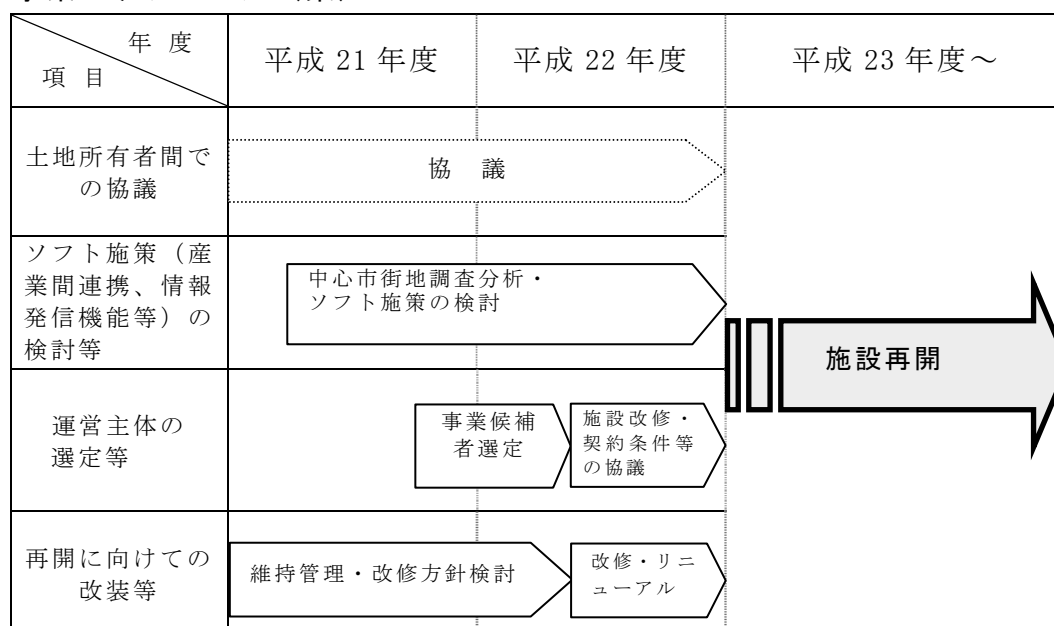 年 度
項 目
平成 21 年度
平成 22 年度
平成 23 年度～
土地所有者間で
の協議
協 議
ソフト施策（産
業間連携、情報
発信機能等）の
検討等
中心市街地調査分析・
ソフト施策の検討
施設再開
運営主体の
選定等
事業候補
者選定
施設改修・
契約条件等
の協議
再開に向けての
改装等
維持管理・改修方針検討
改修・リニ
ューアル